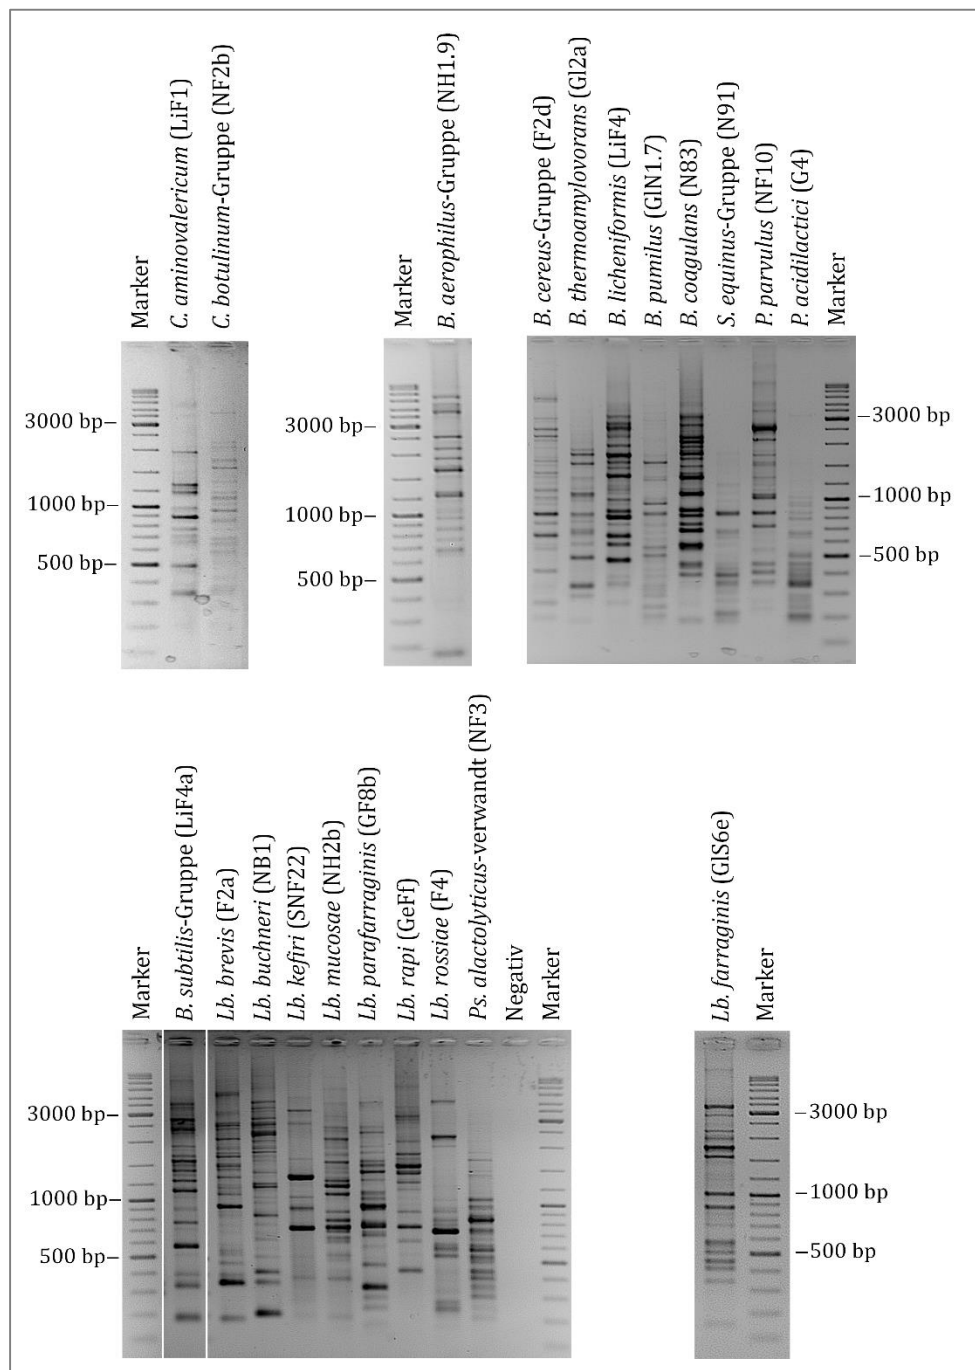 Marker
C. aminovalericum (LiF1)
C. botulinum-Gruppe (NF2b)
Marker
B. aerophilus-Gruppe (NH1.9)
B. cereus-Gruppe (F2d)
B. thermoamylovorans (Gl2a)
B. licheniformis (LiF4)
B. pumilus (GlN1.7)
B. coagulans (N83)
S. equinus-Gruppe (N91)
P. parvulus (NF10)
P. acidilactici (G4)
Marker
3000 bp–
1000 bp–
500 bp–
3000 bp–
1000 bp–
500 bp–
–3000 bp
–1000 bp
–500 bp
Marker
B. subtilis-Gruppe (LiF4a)
Lb. brevis (F2a)
Lb. buchneri (NB1)
Lb. kefiri (SNF22)
Lb. mucosae (NH2b)
Lb. parafarraginis (GF8b)
Lb. rapi (GeFf)
Lb. rossiae (F4)
Ps. alactolyticus-verwandt (NF3)
Negativ
Marker
Lb. farraginis (GlS6e)
Marker
3000 bp–
1000 bp–
500 bp–
–3000 bp
–1000 bp
–500 bp